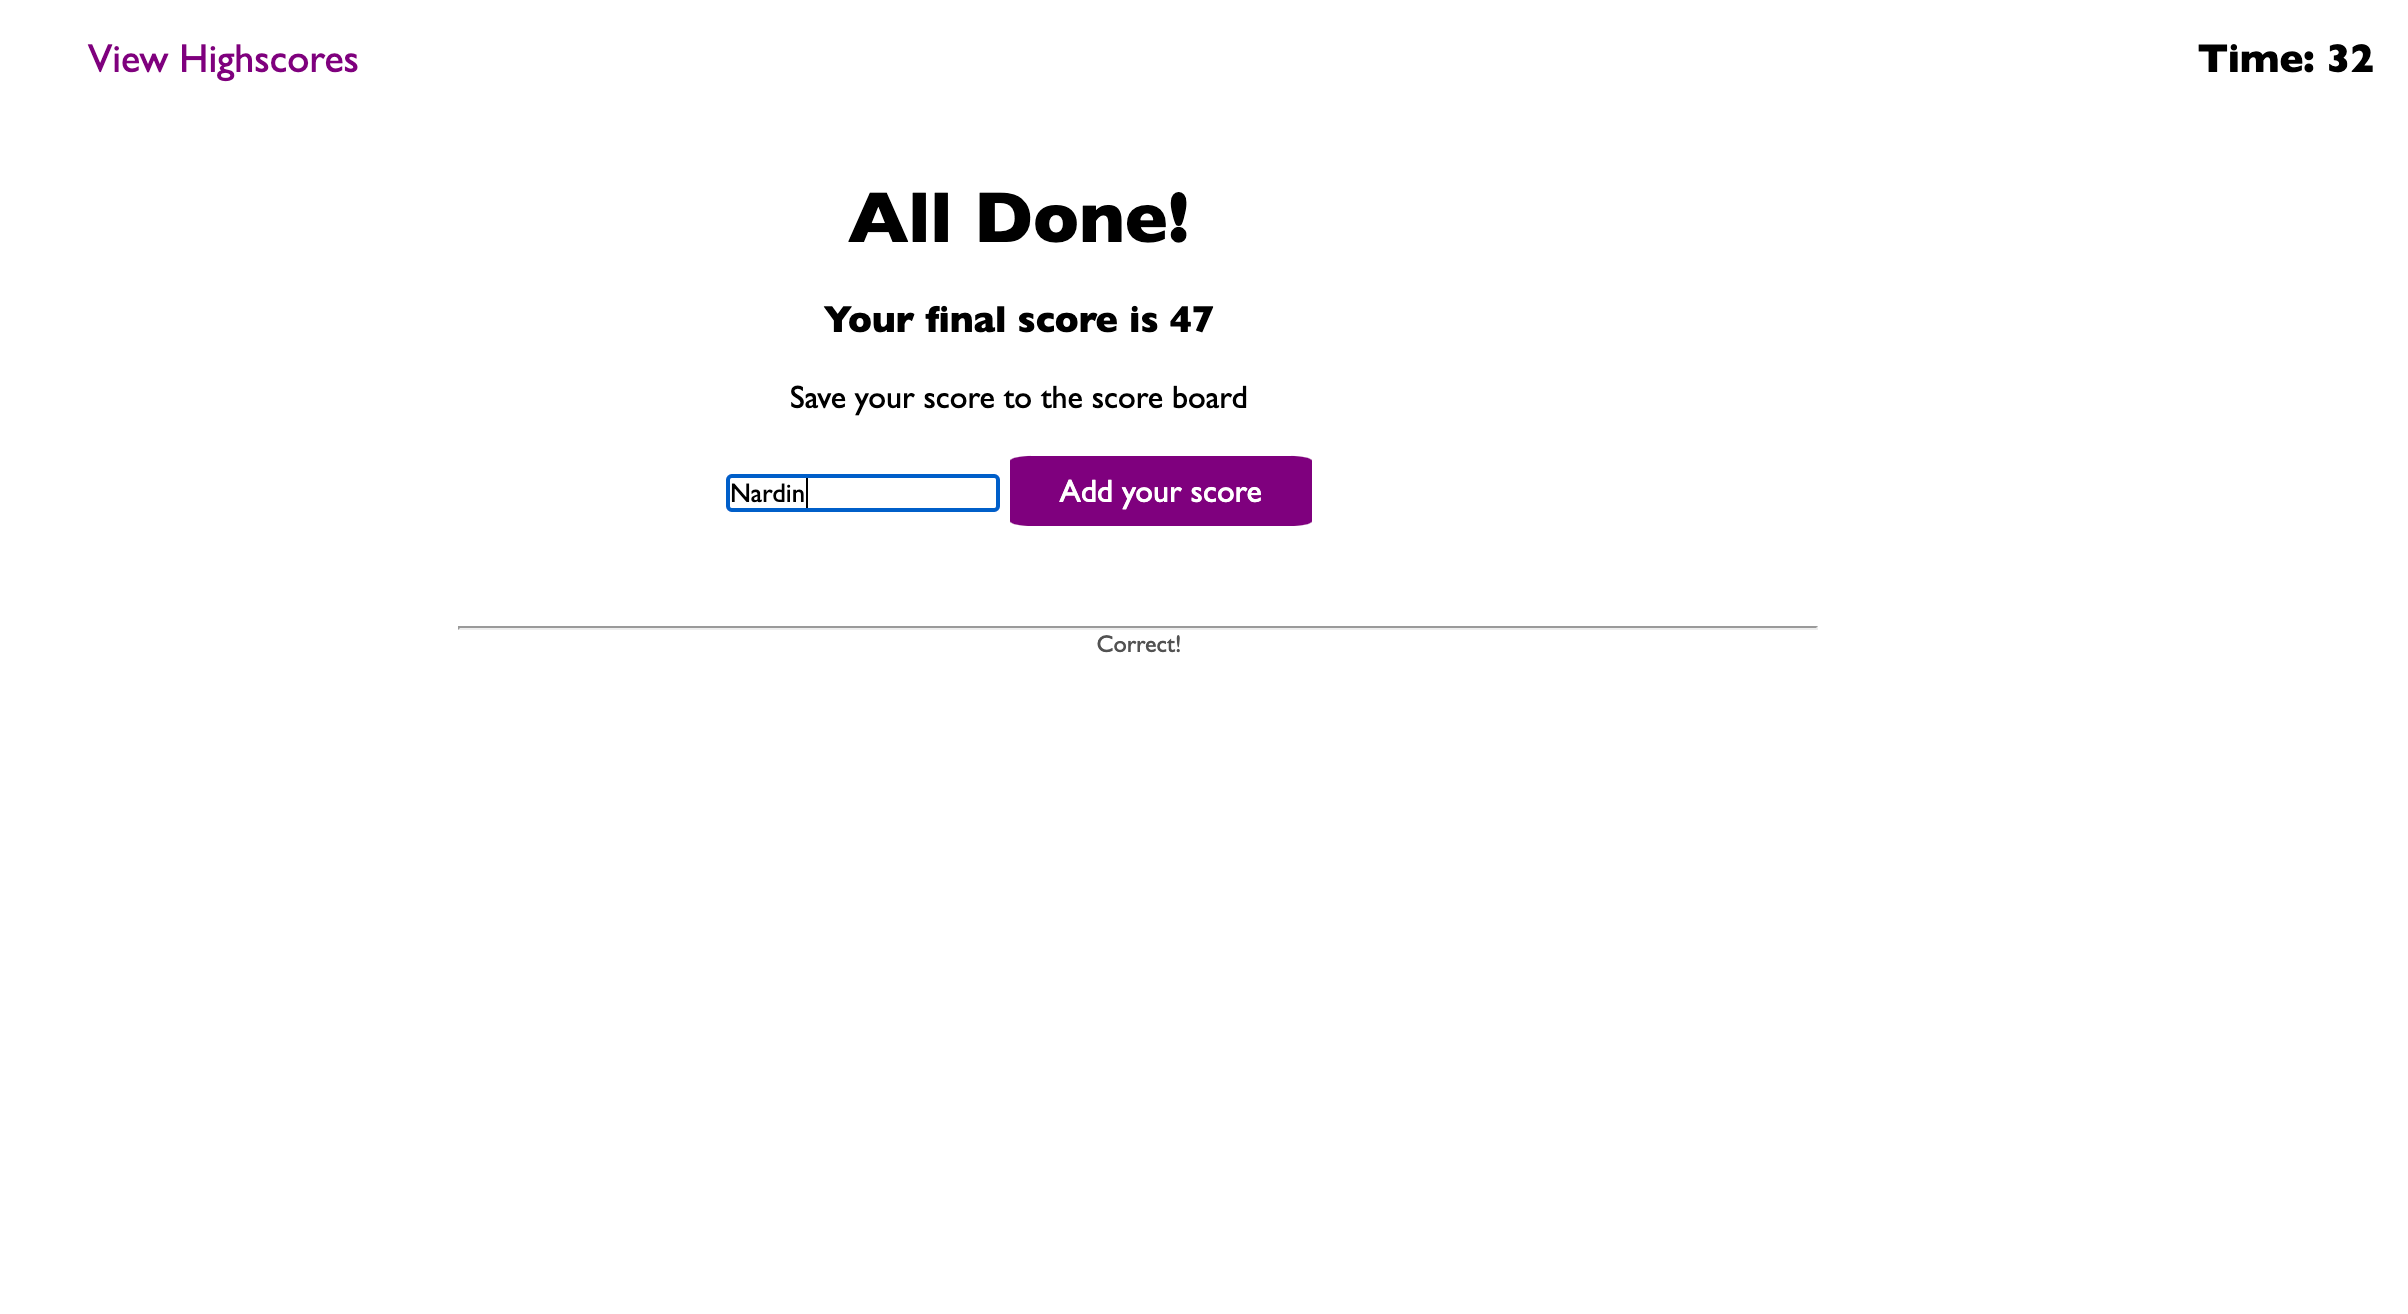 View Highscores
Time: 32
All Done!
Your final score is 47
Save your score to the score board
Nardin
Add your score
Correct!